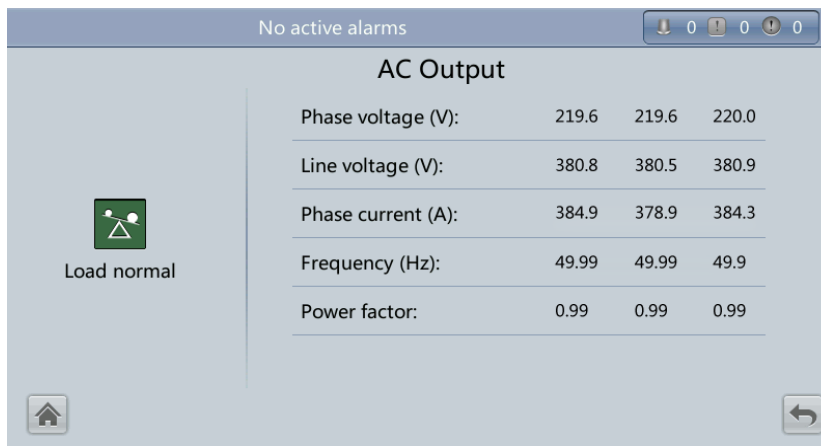 No active alarms 0 0 0
AC Output
Phase voltage (V): 219.6 219.6 220.0
Line voltage (V): 380.8 380.5 380.9
Phase current (A): 384.9 378.9 384.3
Load normal
Frequency (Hz): 49.99 49.99 49.9
Power factor: 0.99 0.99 0.99